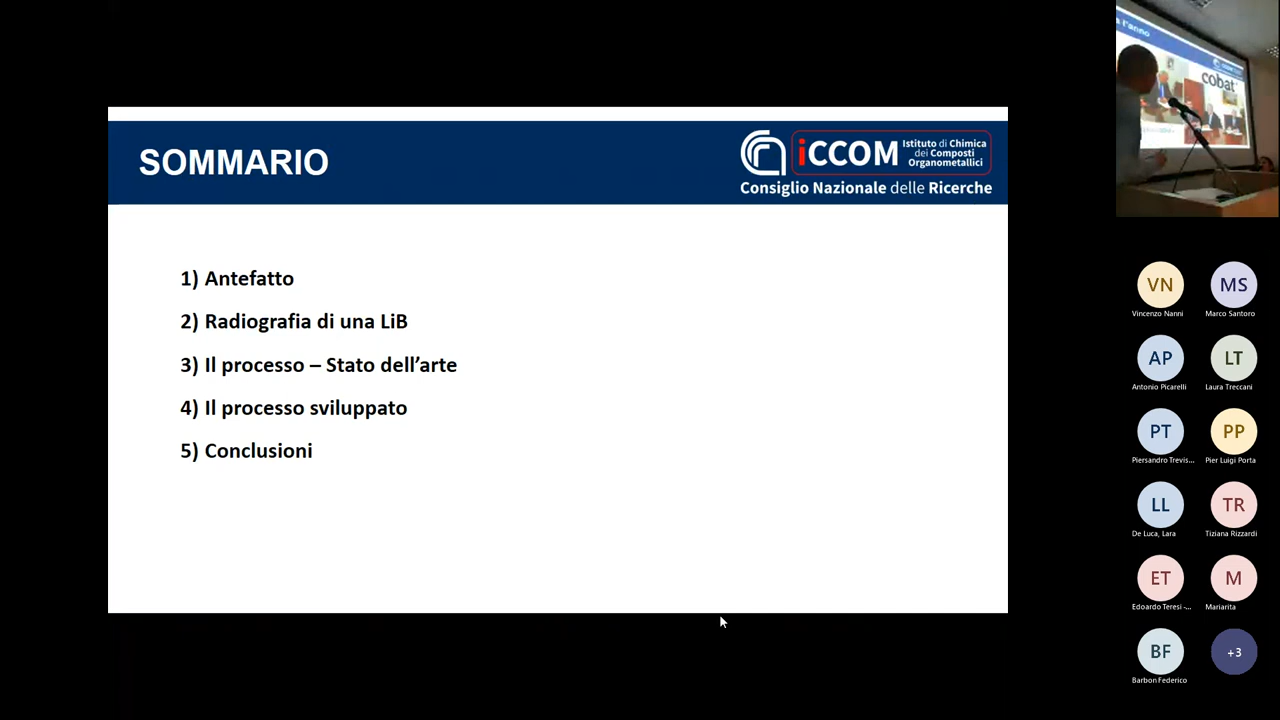 SOMMARIO
iCCOM
Istituto di Chimica
dei Composti
Organometallici
Consiglio Nazionale delle Ricerche
1) Antefatto
2) Radiografia di una LiB
3) Il processo – Stato dell’arte
4) Il processo sviluppato
5) Conclusioni
l'anno
cobat
VN MS
Vincenzo Nanni Marco Santoro
AP LT
Antonio Picarelli Laura Treccani
PT PP
Piersandro Trevis... Pier Luigi Porta
LL TR
De Luca, Lara Tiziana Rizzardi
ET M
Edoardo Teresi -... Mariarita
BF +3
Barbon Federico